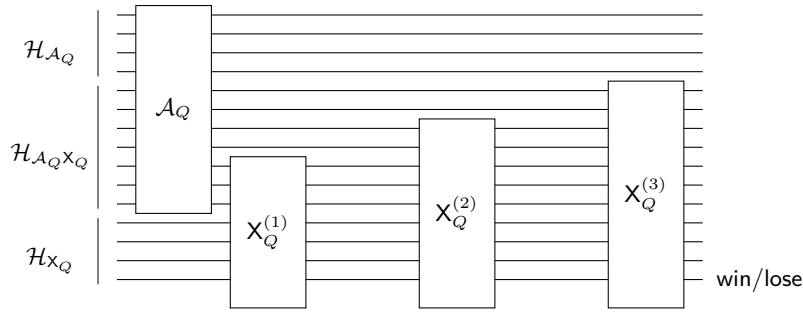 𝓗_{𝓐_Q}
𝓐_Q
𝓗_{𝓐_Q X_Q}
X_Q^{(1)}
X_Q^{(2)}
X_Q^{(3)}
𝓗_{X_Q}
win/lose